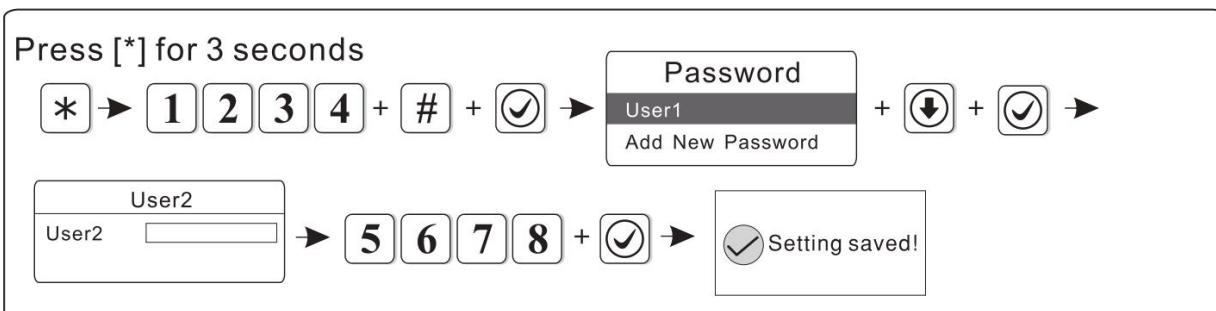 Press [*] for 3 seconds
* 1 2 3 4 + # +
Password
User1
Add New Password
+ +
User2
User2
5 6 7 8 +
Setting saved!